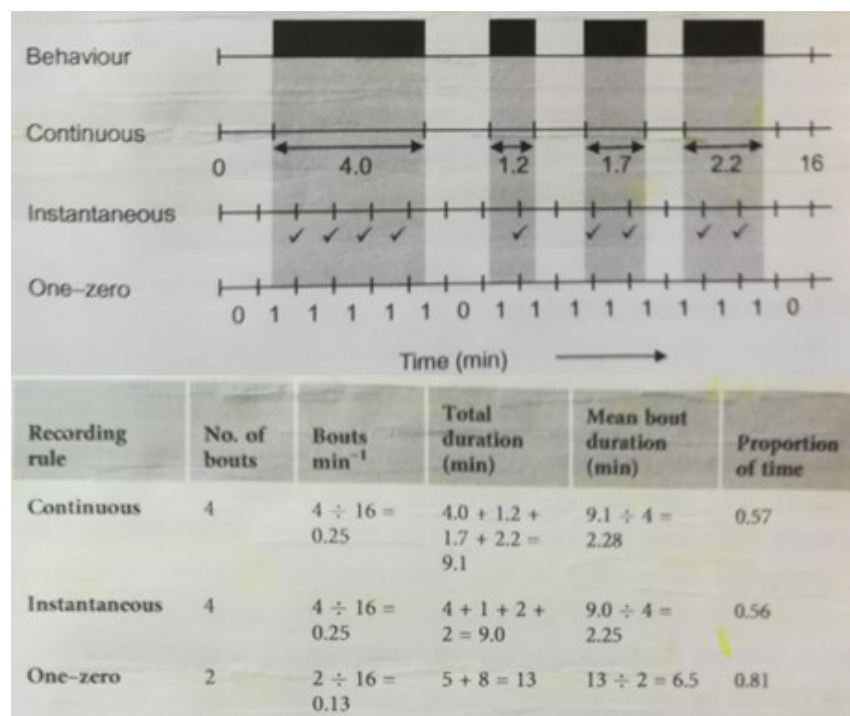 Behaviour
Continuous
0 4.0 1.2 1.7 2.2 16
Instantaneous
✓ ✓ ✓ ✓ ✓ ✓ ✓ ✓ ✓
One–zero
0 1 1 1 1 1 0 1 1 1 1 1 1 1 1 0
Time (min)
Recording rule No. of bouts Bouts min⁻¹ Total duration (min) Mean bout duration (min) Proportion of time
Continuous 4 4 ÷ 16 = 0.25 4.0 + 1.2 + 1.7 + 2.2 = 9.1 9.1 ÷ 4 = 2.28 0.57
Instantaneous 4 4 ÷ 16 = 0.25 4 + 1 + 2 + 2 = 9.0 9.0 ÷ 4 = 2.25 0.56
One–zero 2 2 ÷ 16 = 0.13 5 + 8 = 13 13 ÷ 2 = 6.5 0.81